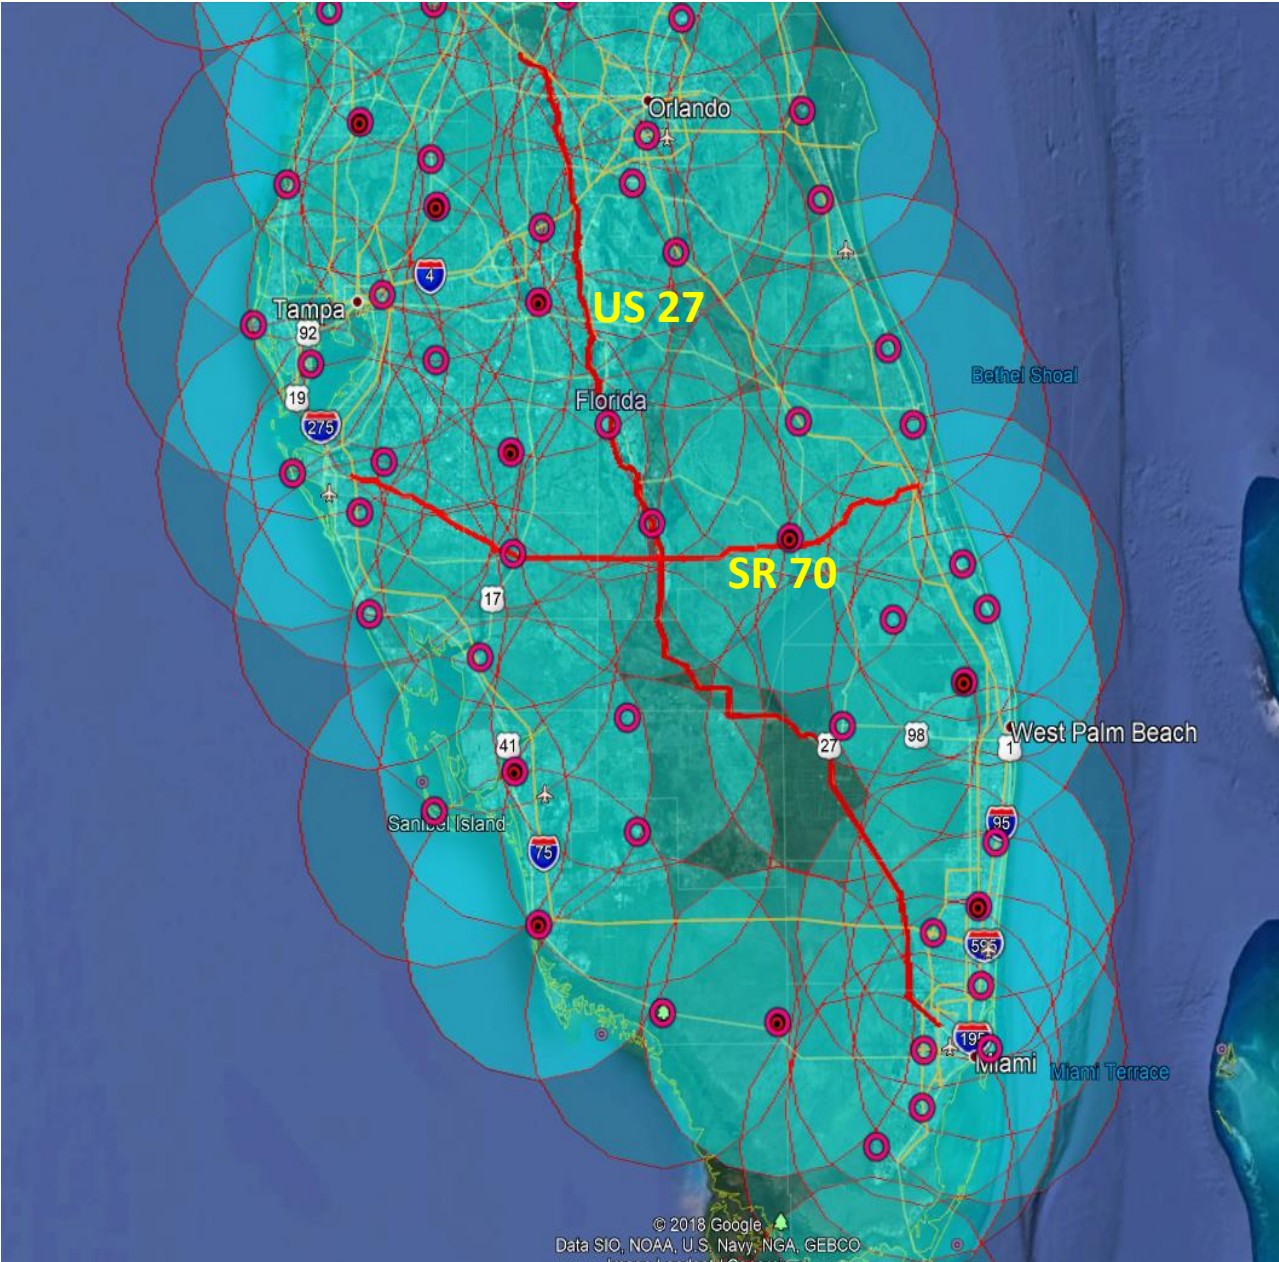 Orlando
4
Tampa
92
US 27
Bethel Shoal
19
Florida
275
SR 70
17
41
27
98
1
West Palm Beach
Sanibel Island
95
75
595
195
Miami
Miami Terrace
© 2018 Google
Data SIO, NOAA, U.S. Navy, NGA, GEBCO